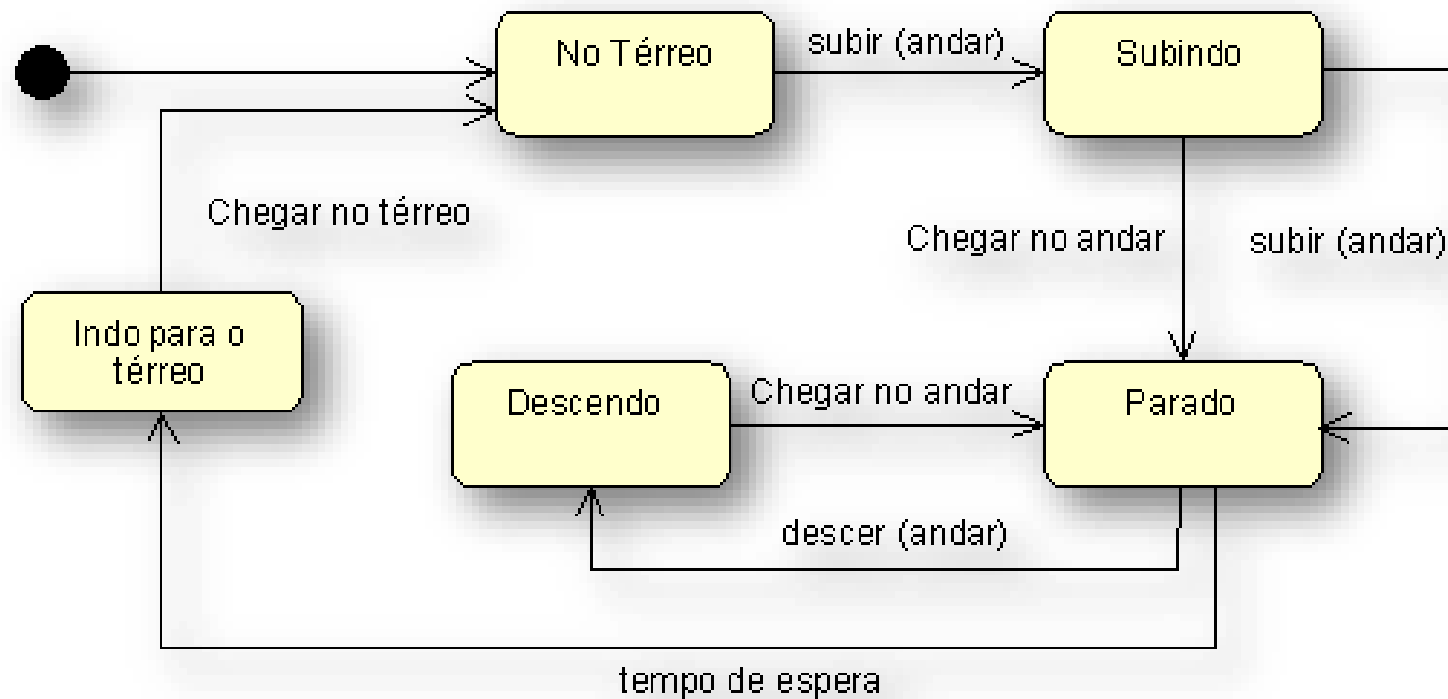 No Térreo
subir (andar)
Subindo
Chegar no térreo
Chegar no andar
subir (andar)
Indo para o
térreo
Descendo
Chegar no andar
Parado
descer (andar)
tempo de espera